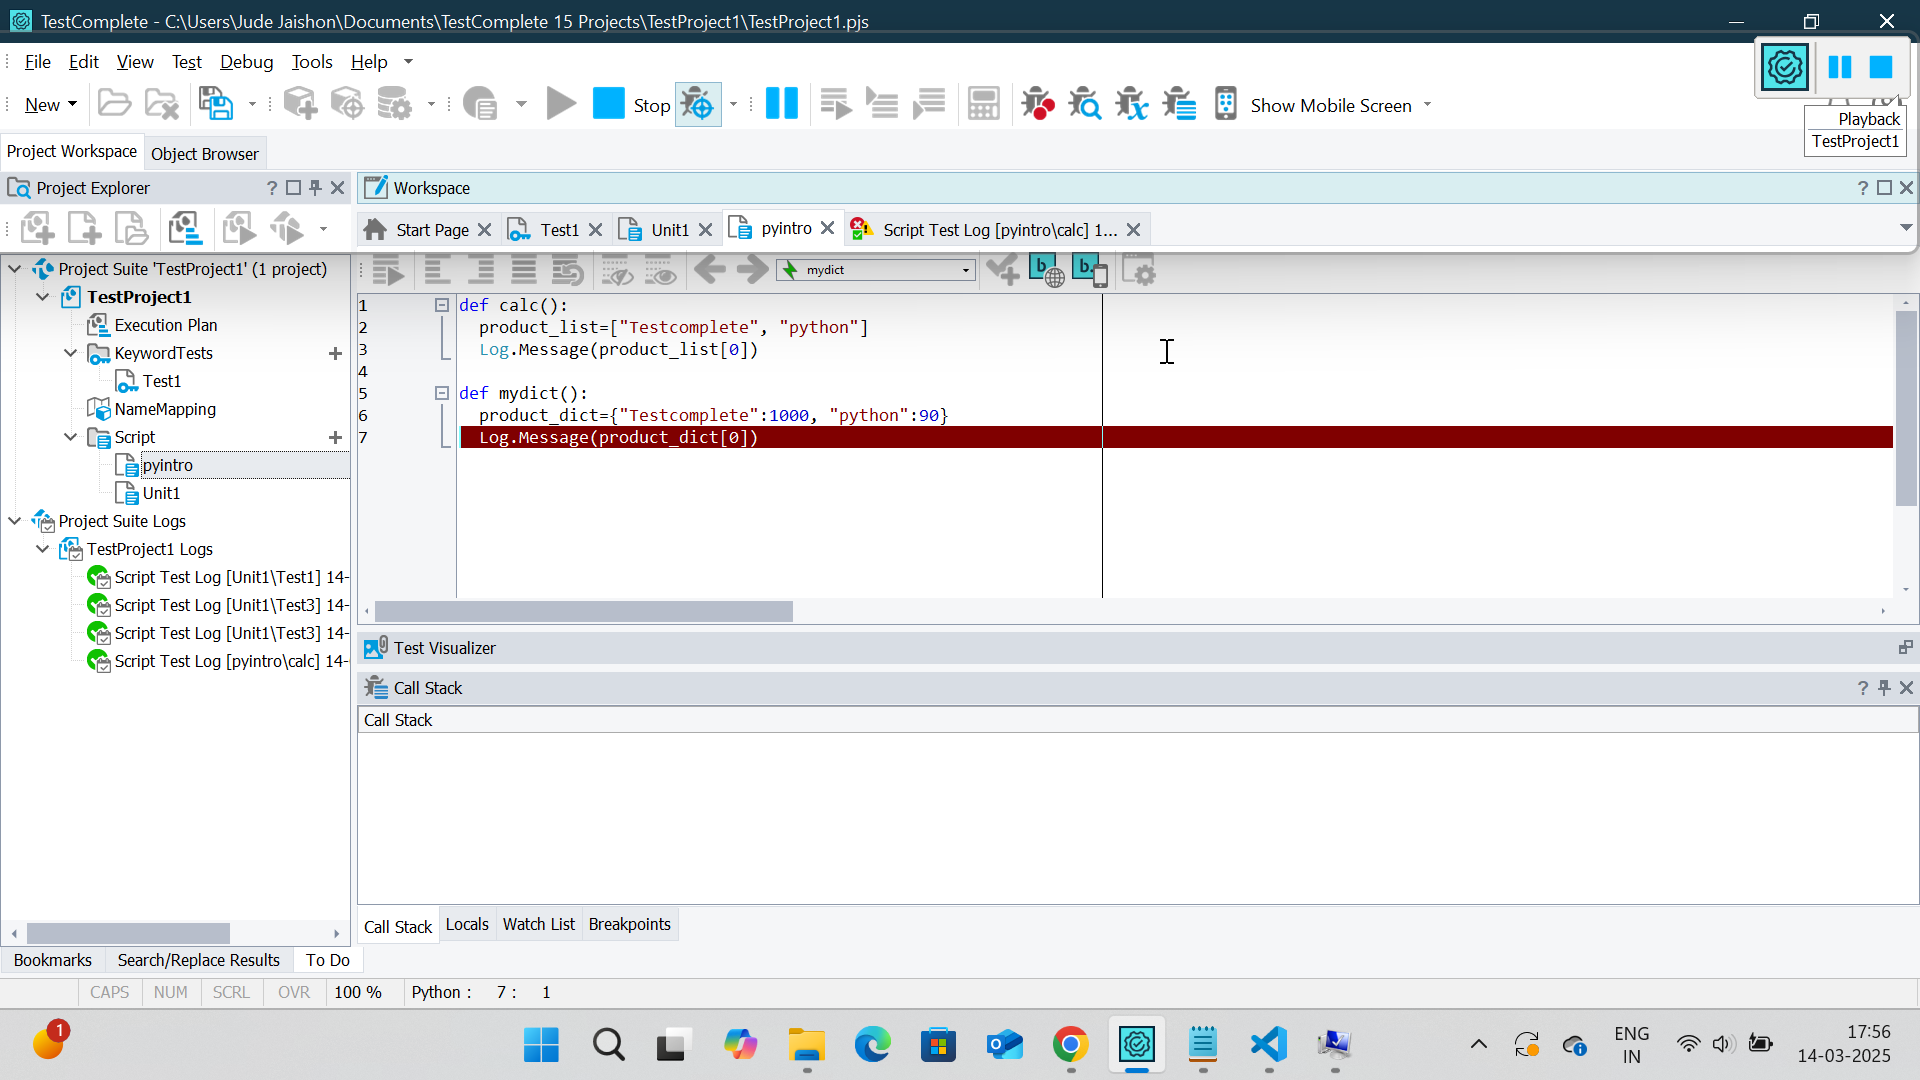 TestComplete - C:\Users\Jude Jaishon\Documents\TestComplete 15 Projects\TestProject1\TestProject1.pjs
File Edit View Test Debug Tools Help
New Stop Show Mobile Screen
Playback
TestProject1
Project Workspace Object Browser
Project Explorer
Workspace
Start Page Test1 Unit1 pyintro Script Test Log [pyintro\calc] 1...
mydict
Project Suite 'TestProject1' (1 project)
TestProject1
Execution Plan
KeywordTests
Test1
NameMapping
Script
pyintro
Unit1
Project Suite Logs
TestProject1 Logs
Script Test Log [Unit1\Test1] 14-
Script Test Log [Unit1\Test3] 14-
Script Test Log [Unit1\Test3] 14-
Script Test Log [pyintro\calc] 14-
1 def calc():
2 product_list=["Testcomplete", "python"]
3 Log.Message(product_list[0])
4
5 def mydict():
6 product_dict={"Testcomplete":1000, "python":90}
7 Log.Message(product_dict[0])
Test Visualizer
Call Stack
Call Stack
Call Stack Locals Watch List Breakpoints
Bookmarks Search/Replace Results To Do
CAPS NUM SCRL OVR 100 % Python : 7 : 1
1
ENG
IN
17:56
14-03-2025